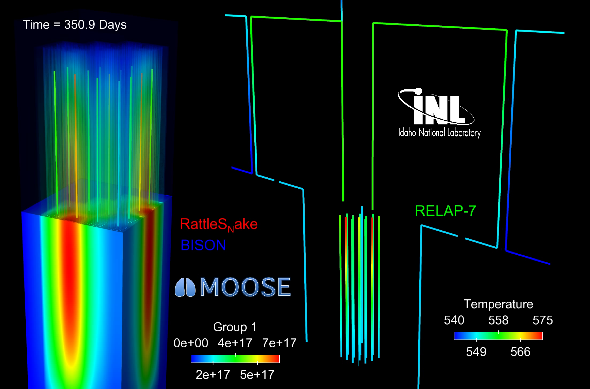 Time = 350.9 Days
INL
Idaho National Laboratory
RattleSNake
BISON
RELAP-7
MOOSE
Group 1
0e+00 4e+17 7e+17
2e+17 5e+17
Temperature
540 558 575
549 566